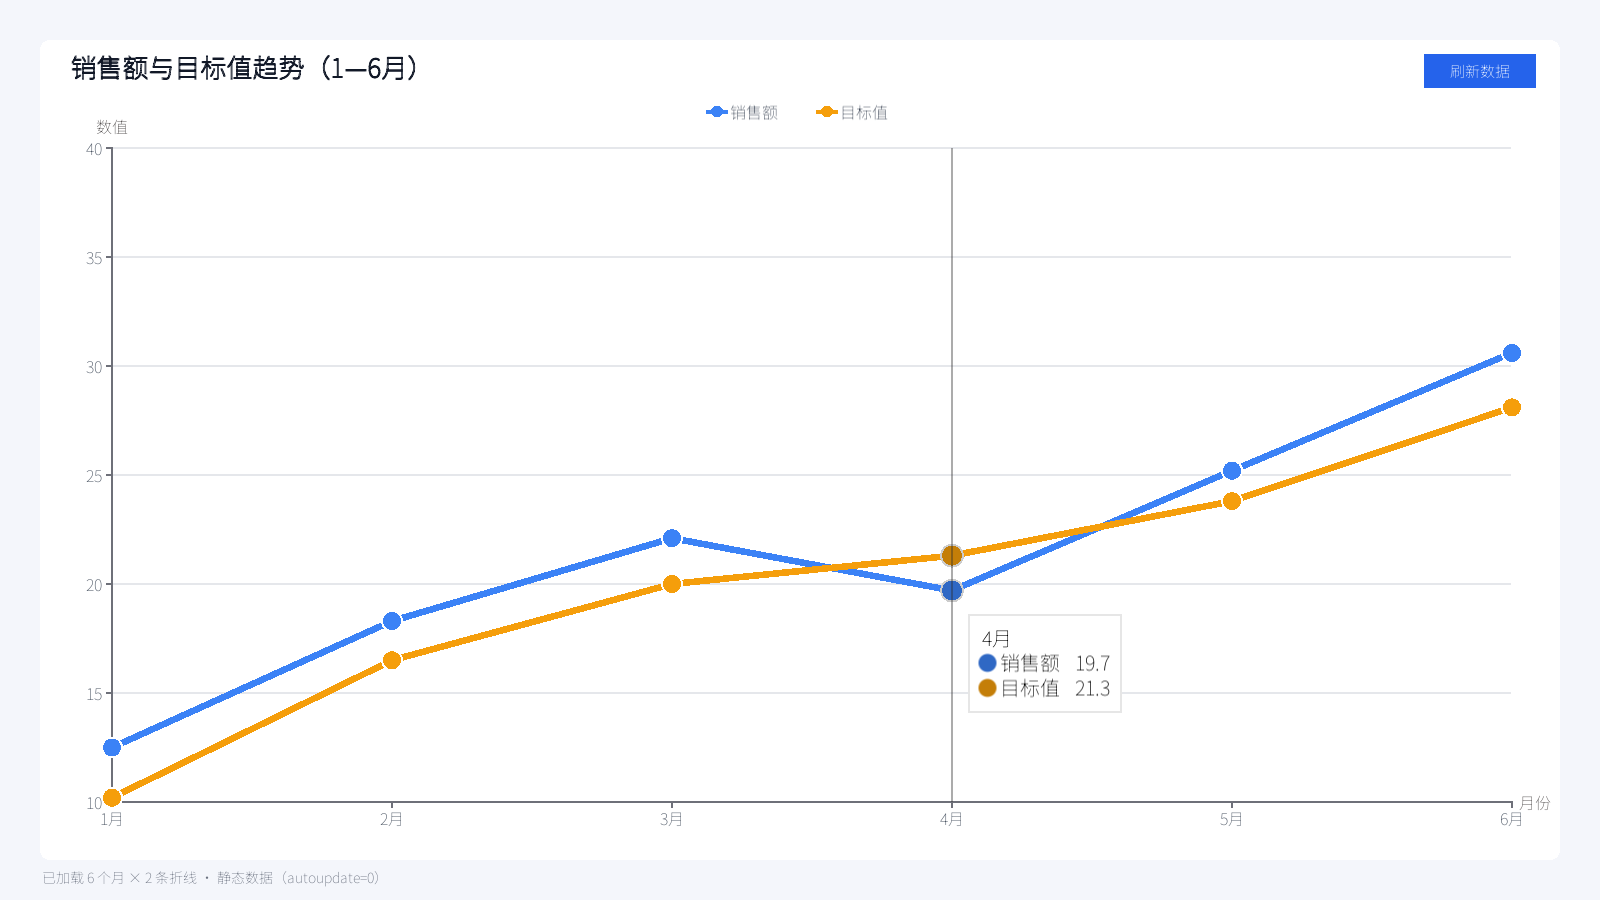 销售额与目标值趋势（1—6月）
刷新数据
销售额 目标值
数值
40
35
30
25
20
15
10
4月
销售额 19.7
目标值 21.3
1月 2月 3月 4月 5月 6月
月份
已加载 6 个月 × 2 条折线 · 静态数据（autoupdate=0）